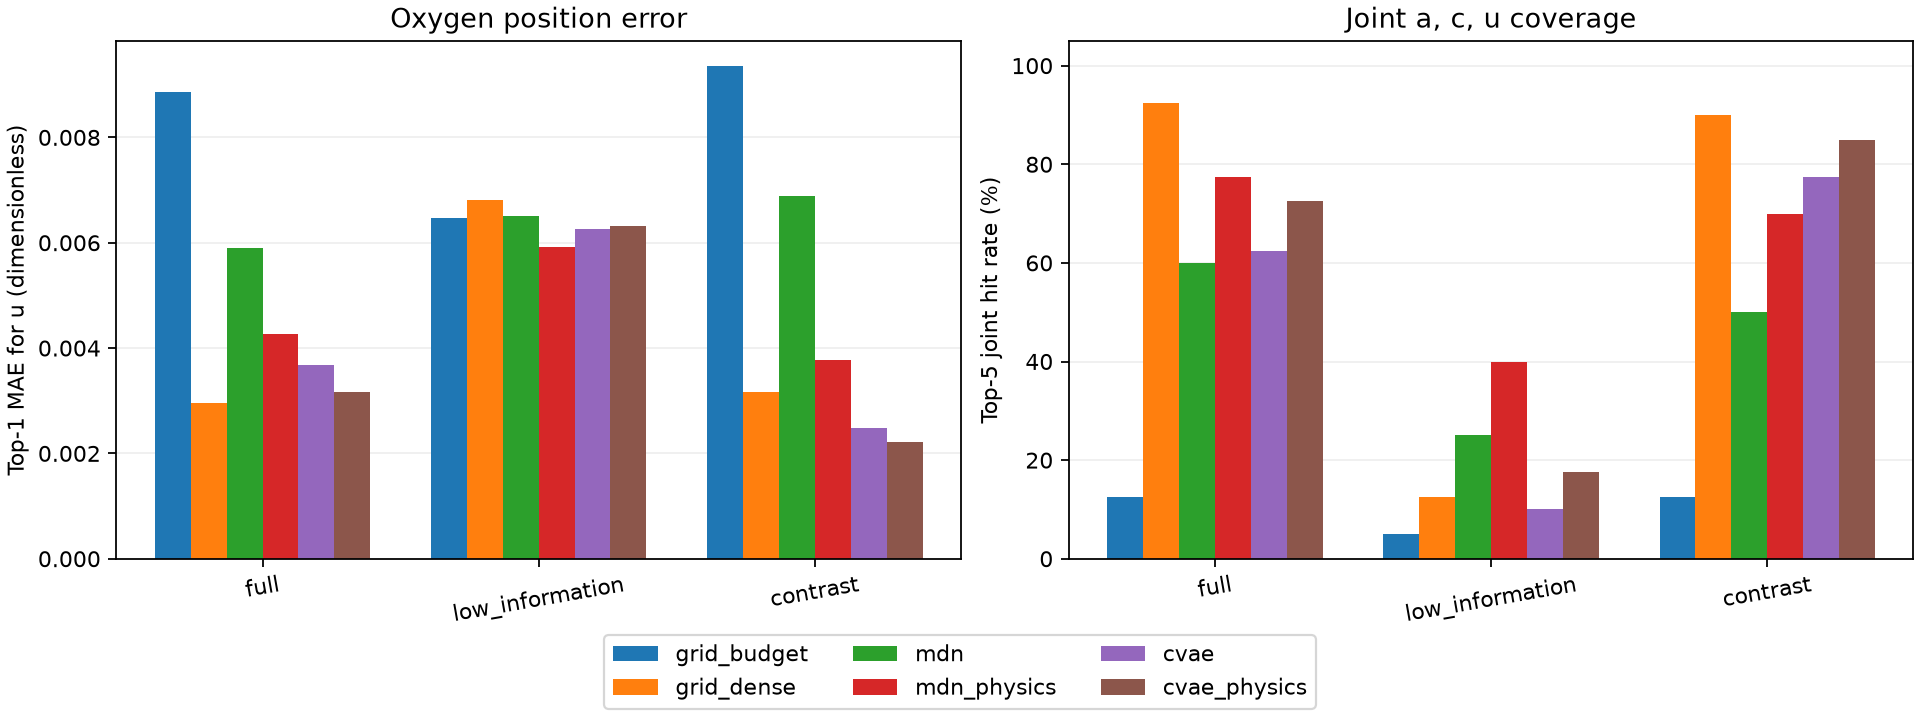 Oxygen position error
Top-1 MAE for u (dimensionless)
0.008
0.006
0.004
0.002
0.000
full
low_information
contrast
Joint a, c, u coverage
Top-5 joint hit rate (%)
100
80
60
40
20
0
full
low_information
contrast
grid_budget
mdn
cvae
grid_dense
mdn_physics
cvae_physics